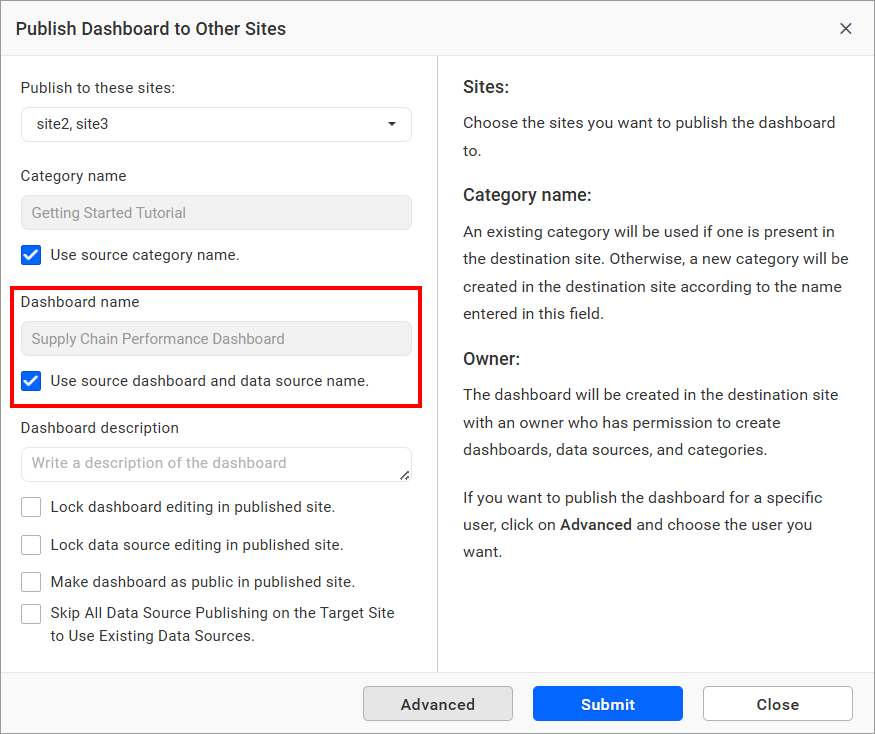 Publish Dashboard to Other Sites
Publish to these sites:
site2, site3
Category name
Getting Started Tutorial
Use source category name.
Dashboard name
Supply Chain Performance Dashboard
Use source dashboard and data source name.
Dashboard description
Write a description of the dashboard
Lock dashboard editing in published site.
Lock data source editing in published site.
Make dashboard as public in published site.
Skip All Data Source Publishing on the Target Site
to Use Existing Data Sources.
Sites:
Choose the sites you want to publish the dashboard
to.
Category name:
An existing category will be used if one is present in
the destination site. Otherwise, a new category will be
created in the destination site according to the name
entered in this field.
Owner:
The dashboard will be created in the destination site
with an owner who has permission to create
dashboards, data sources, and categories.
If you want to publish the dashboard for a specific
user, click on Advanced and choose the user you
want.
Advanced
Submit
Close